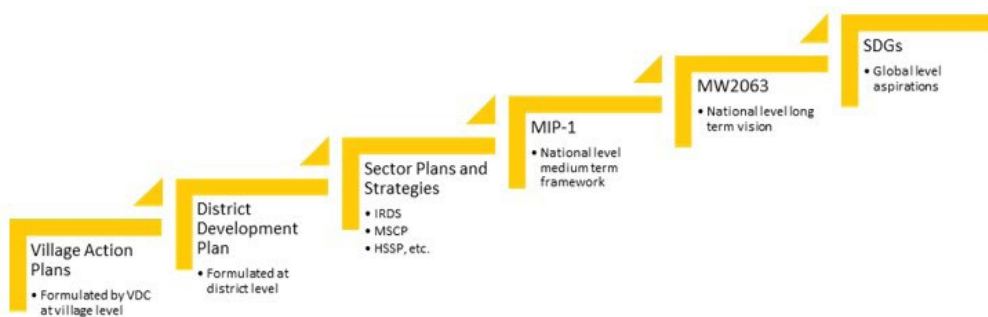 Village Action
Plans
• Formulated by VDC
at village level
District
Development
Plan
• Formulated at
district level
Sector Plans and
Strategies
• IRDS
• MSCP
• HSSP, etc.
MIP-1
• National level
medium term
framework
MW2063
• National level long
term vision
SDGs
• Global level
aspirations